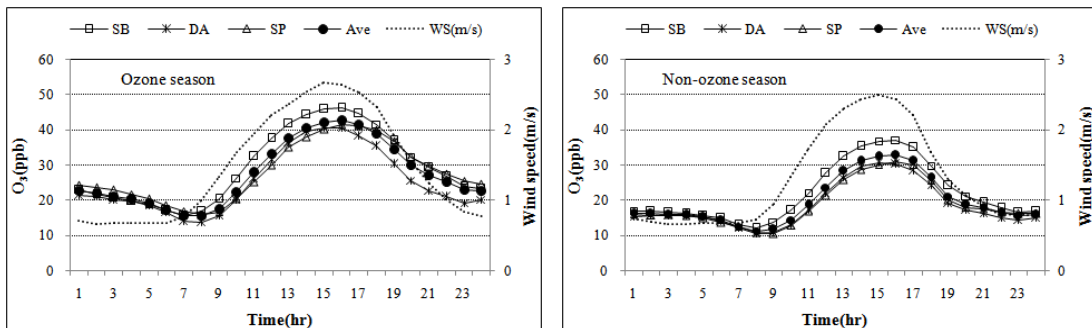 SB DA SP Ave WS(m/s)
60 3
Ozone season
50
40 2
30
20 1
10
0 0
O3(ppb)
Wind speed(m/s)
1 3 5 7 9 11 13 15 17 19 21 23
Time(hr)
SB DA SP Ave WS(m/s)
60 3
Non-ozone season
50
40 2
30
20 1
10
0 0
O3(ppb)
Wind speed(m/s)
1 3 5 7 9 11 13 15 17 19 21 23
Time(hr)